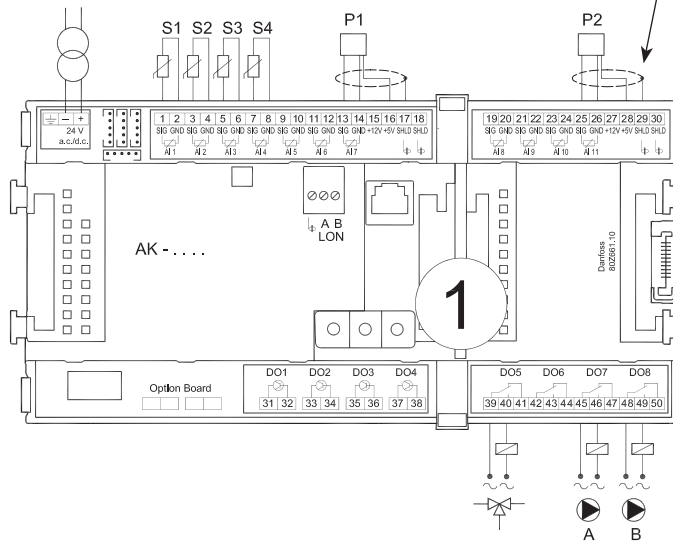 S1 S2 S3 S4 P1 P2
– +
24 V
a.c./d.c.
1 2 3 4 5 6 7 8 9 10 11 12 13 14 15 16 17 18
SIG GND SIG GND SIG GND SIG GND SIG GND SIG GND SIG GND +12V +5V SHLD SHLD
AI 1 AI 2 AI 3 AI 4 AI 5 AI 6 AI 7
19 20 21 22 23 24 25 26 27 28 29 30
SIG GND SIG GND SIG GND SIG GND +12V +5V SHLD SHLD
AI 8 AI 9 AI 10 AI 11
A B
LON
AK - . . . .
1
Danfoss
80Z661.10
Option Board
DO1 DO2 DO3 DO4
31 32 33 34 35 36 37 38
DO5 DO6 DO7 DO8
39 40 41 42 43 44 45 46 47 48 49 50
A B